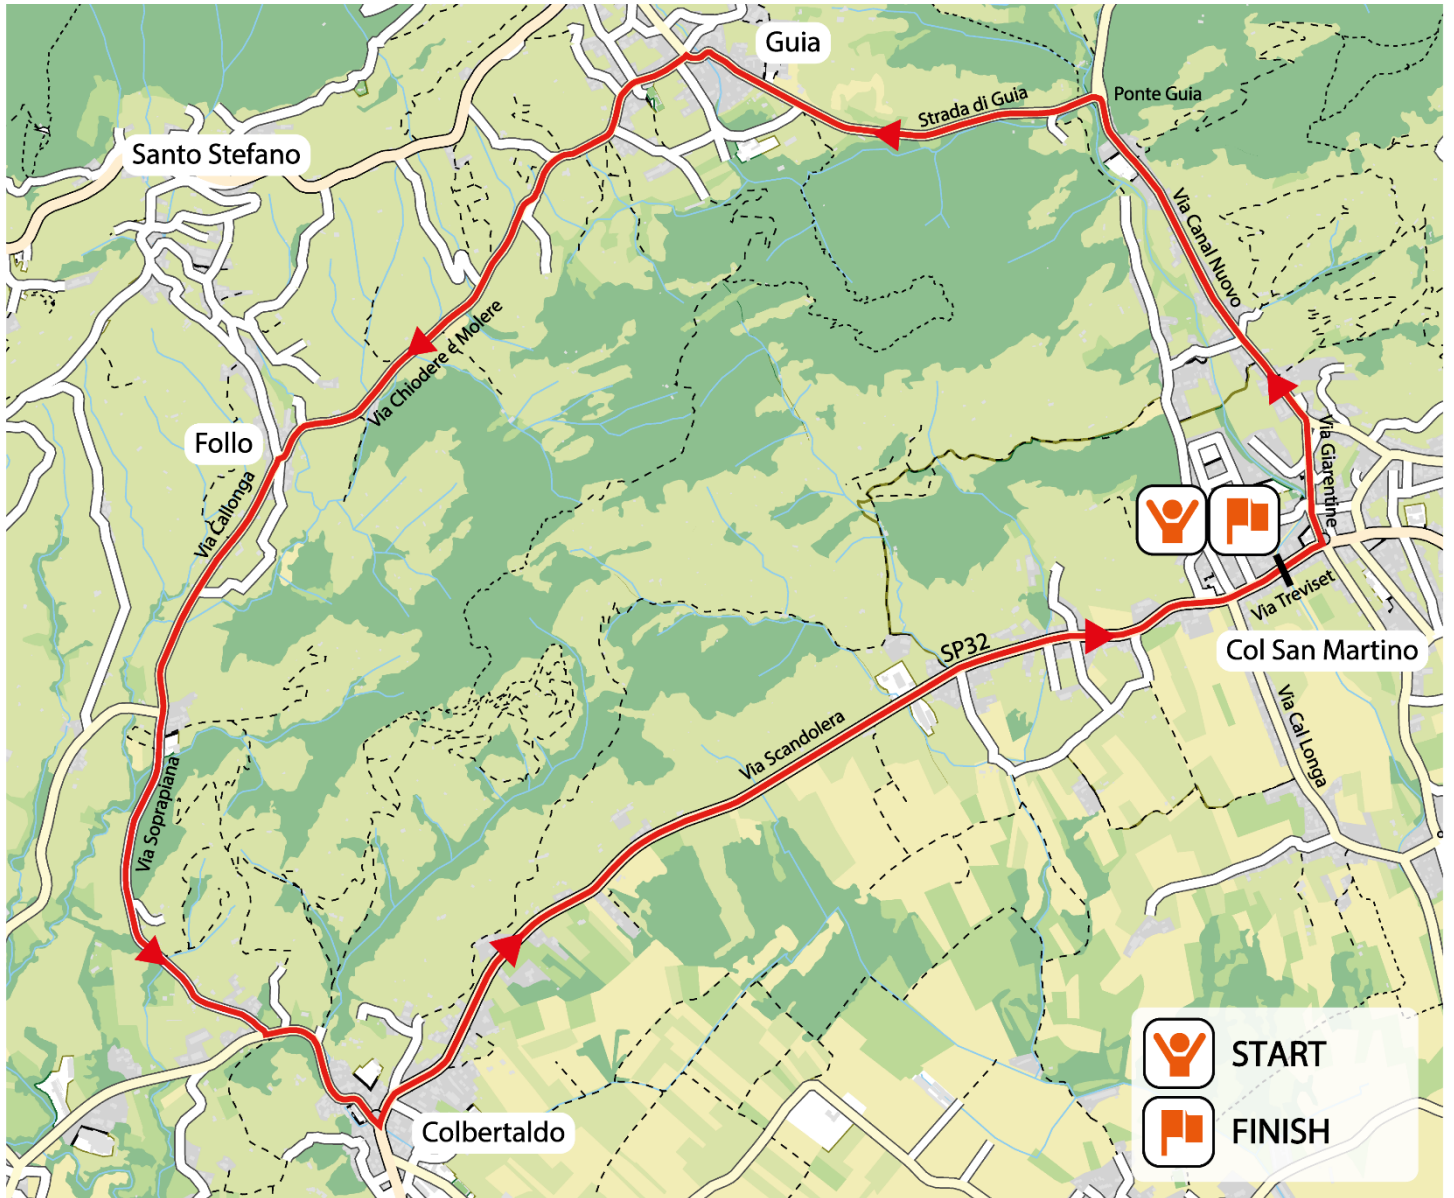 Guia
Strada di Guia
Ponte Guia
Santo Stefano
Via Canal Nuovo
Via Chiodere e Molere
Follo
Via Giarentine
Via Callonga
Via Treviset
SP32
Col San Martino
Via Scandolera
Via Cal Longa
Via Soprapiana
START
Colbertaldo
FINISH